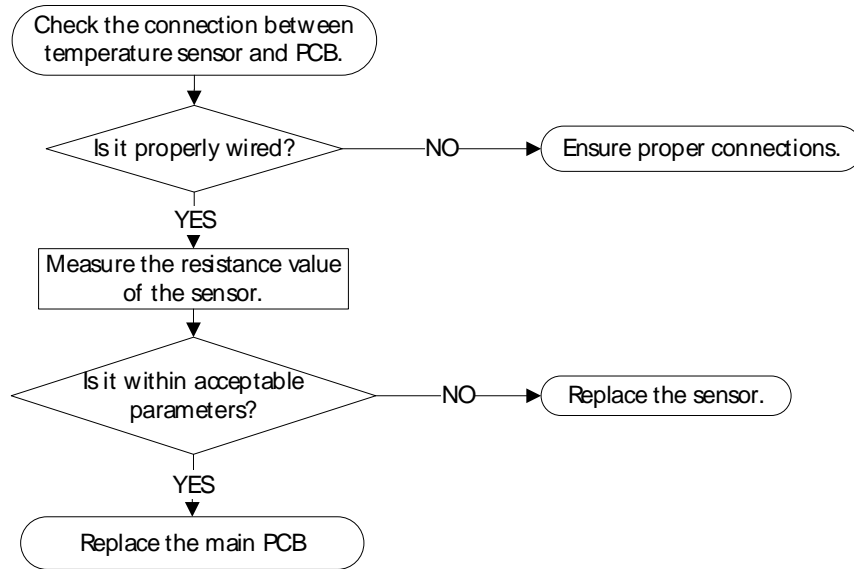 Check the connection between
temperature sensor and PCB.
Is it properly wired?
NO
Ensure proper connections.
YES
Measure the resistance value
of the sensor.
Is it within acceptable
parameters?
NO
Replace the sensor.
YES
Replace the main PCB